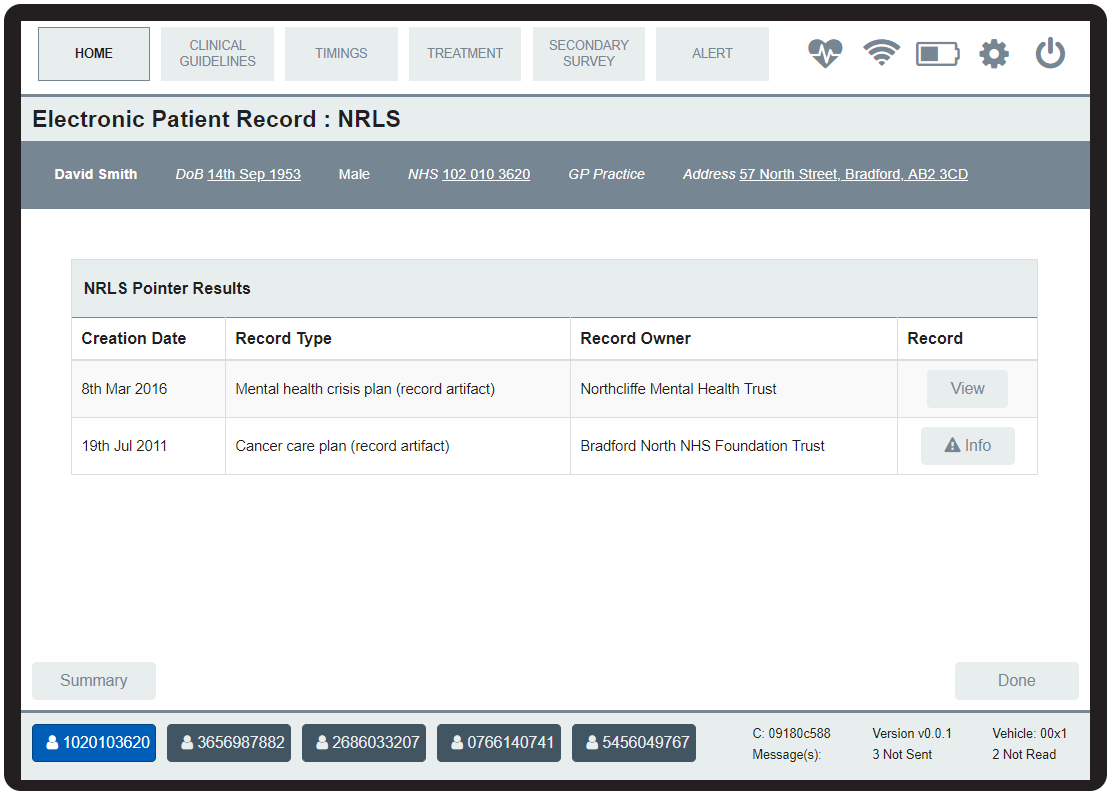 HOME
CLINICAL
GUIDELINES
TIMINGS
TREATMENT
SECONDARY
SURVEY
ALERT
Electronic Patient Record : NRLS
David Smith DoB 14th Sep 1953 Male NHS 102 010 3620 GP Practice Address 57 North Street, Bradford, AB2 3CD
NRLS Pointer Results
Creation Date Record Type Record Owner Record
8th Mar 2016 Mental health crisis plan (record artifact) Northcliffe Mental Health Trust View
19th Jul 2011 Cancer care plan (record artifact) Bradford North NHS Foundation Trust Info
Summary Done
1020103620 3656987882 2686033207 0766140741 5456049767
C: 09180c588 Version v0.0.1 Vehicle: 00x1
Message(s): 3 Not Sent 2 Not Read